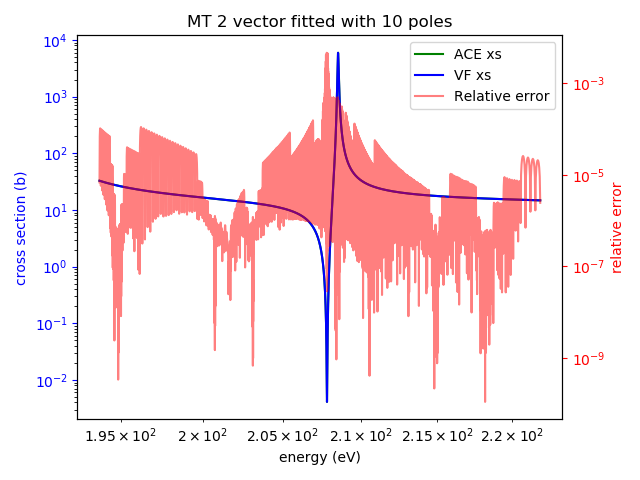 MT 2 vector fitted with 10 poles
ACE xs
VF xs
Relative error
10⁴
10³
10²
10¹
10⁰
10⁻¹
10⁻²
cross section (b)
10⁻³
10⁻⁵
10⁻⁷
10⁻⁹
relative error
1.95 × 10² 2 × 10² 2.05 × 10² 2.1 × 10² 2.15 × 10² 2.2 × 10²
energy (eV)